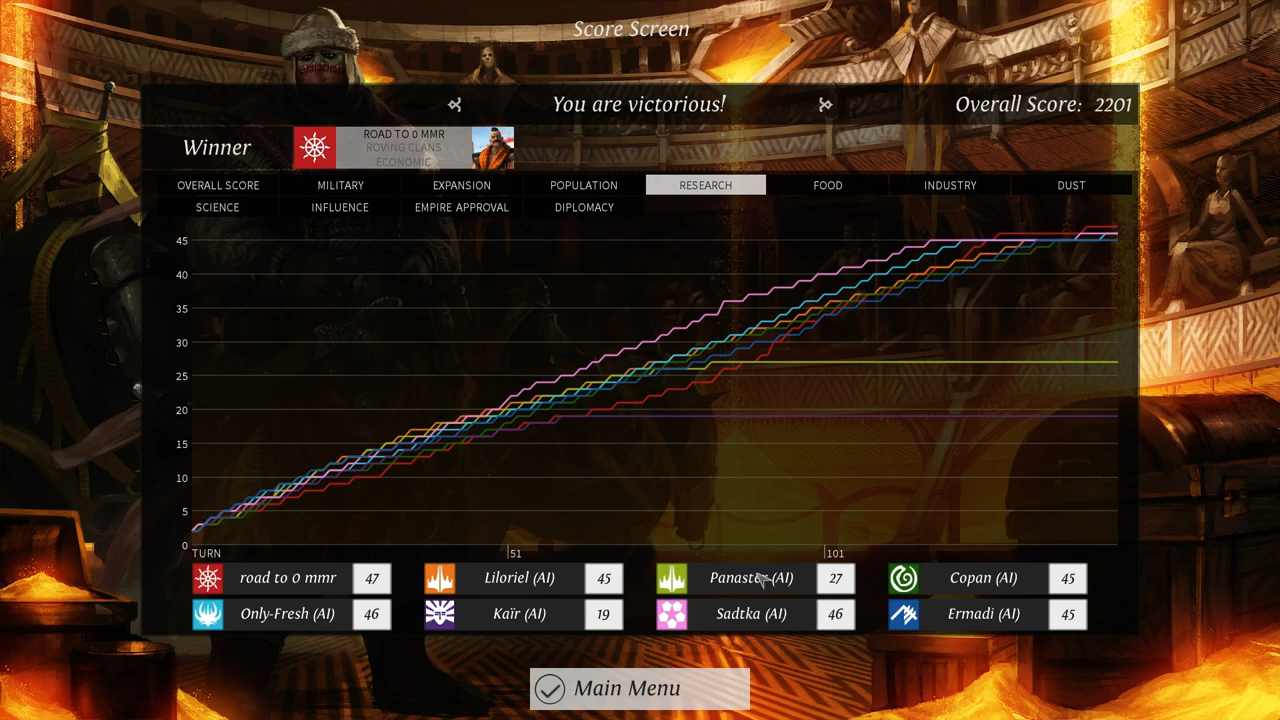 Score Screen
You are victorious!
Overall Score: 2201
Winner
ROAD TO 0 MMR
ROVING CLANS
ECONOMIC
OVERALL SCORE MILITARY EXPANSION POPULATION RESEARCH FOOD INDUSTRY DUST
SCIENCE INFLUENCE EMPIRE APPROVAL DIPLOMACY
45
40
35
30
25
20
15
10
5
0
TURN 51 101
road to 0 mmr 47 Liloriel (AI) 45 (AI) 27 Copan (AI) 45
Only-Fresh (AI) 46 Kaïr (AI) 19 Sadtka (AI) 46 Ermadi (AI) 45
Main Menu